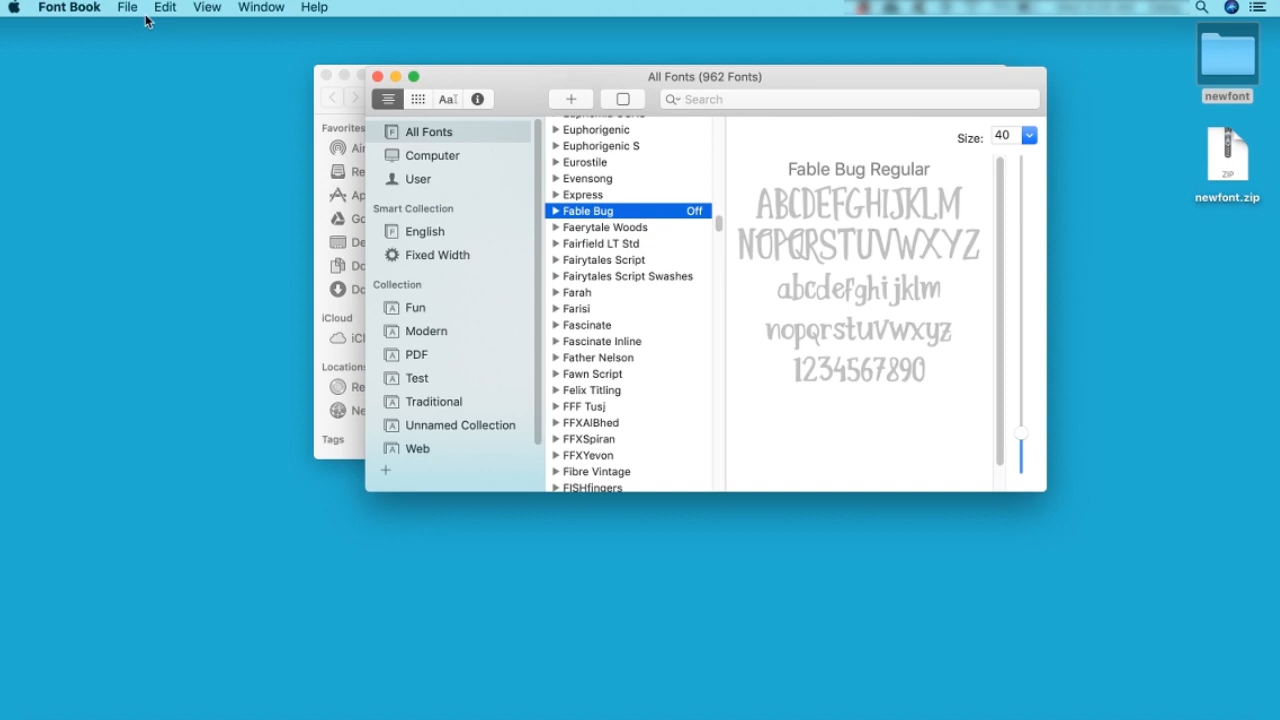 Font Book File Edit View Window Help
newfont
ZIP
newfont.zip
All Fonts (962 Fonts)
Search
Favorites
iCloud
Locations
Tags
All Fonts
Computer
User
Smart Collection
English
Fixed Width
Collection
Fun
Modern
PDF
Test
Traditional
Unnamed Collection
Web
Euphorigenic
Euphorigenic S
Eurostile
Evensong
Express
Fable Bug Off
Faerytale Woods
Fairfield LT Std
Fairytales Script
Fairytales Script Swashes
Farah
Farisi
Fascinate
Fascinate Inline
Father Nelson
Fawn Script
Felix Titling
FFF Tusj
FFXAlBhed
FFXSpiran
FFXYevon
Fibre Vintage
FISHfingers
Size: 40
Fable Bug Regular
ABCDEFGHIJKLM
NOPQRSTUVWXYZ
abcdefghijklm
nopqrstuvwxyz
1234567890